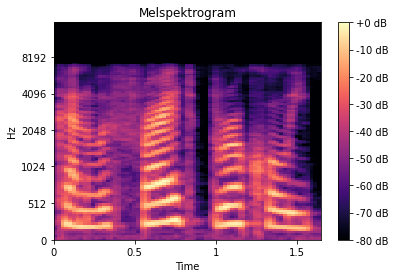 Melspektrogram
+0 dB
8192
-10 dB
4096
-20 dB
-30 dB
Hz
2048
-40 dB
1024
-50 dB
-60 dB
512
-70 dB
0
-80 dB
0
0.5
1
1.5
Time